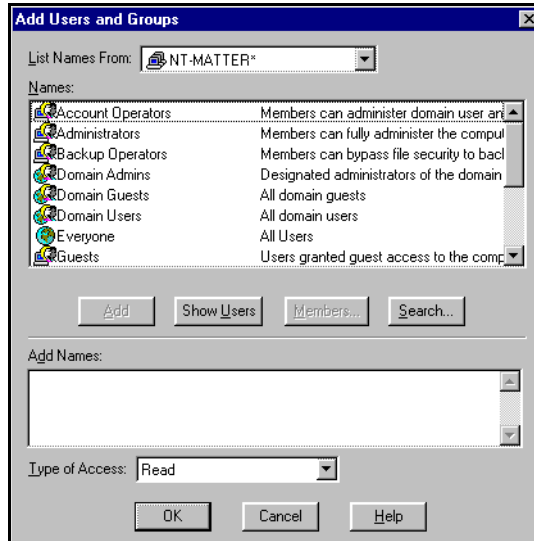 Add Users and Groups
List Names From: NT-MATTER*
Names:
Account Operators Members can administer domain user an
Administrators Members can fully administer the comput
Backup Operators Members can bypass file security to bacl
Domain Admins Designated administrators of the domain
Domain Guests All domain guests
Domain Users All domain users
Everyone All Users
Guests Users granted guest access to the comp
Add Show Users Members... Search...
Add Names:
Type of Access: Read
OK Cancel Help